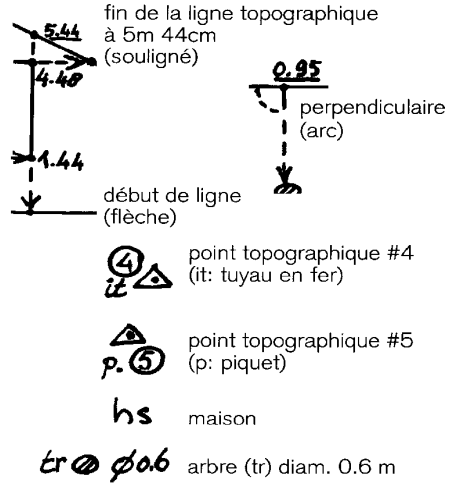 fin de la ligne topographique
5.44 à 5m 44cm
(souligné)
4.48
0.95
perpendiculaire
(arc)
1.44
début de ligne
(flèche)
4 point topographique #4
it (it: tuyau en fer)
point topographique #5
p. 5 (p: piquet)
hs maison
tr ø0.6 arbre (tr) diam. 0.6 m